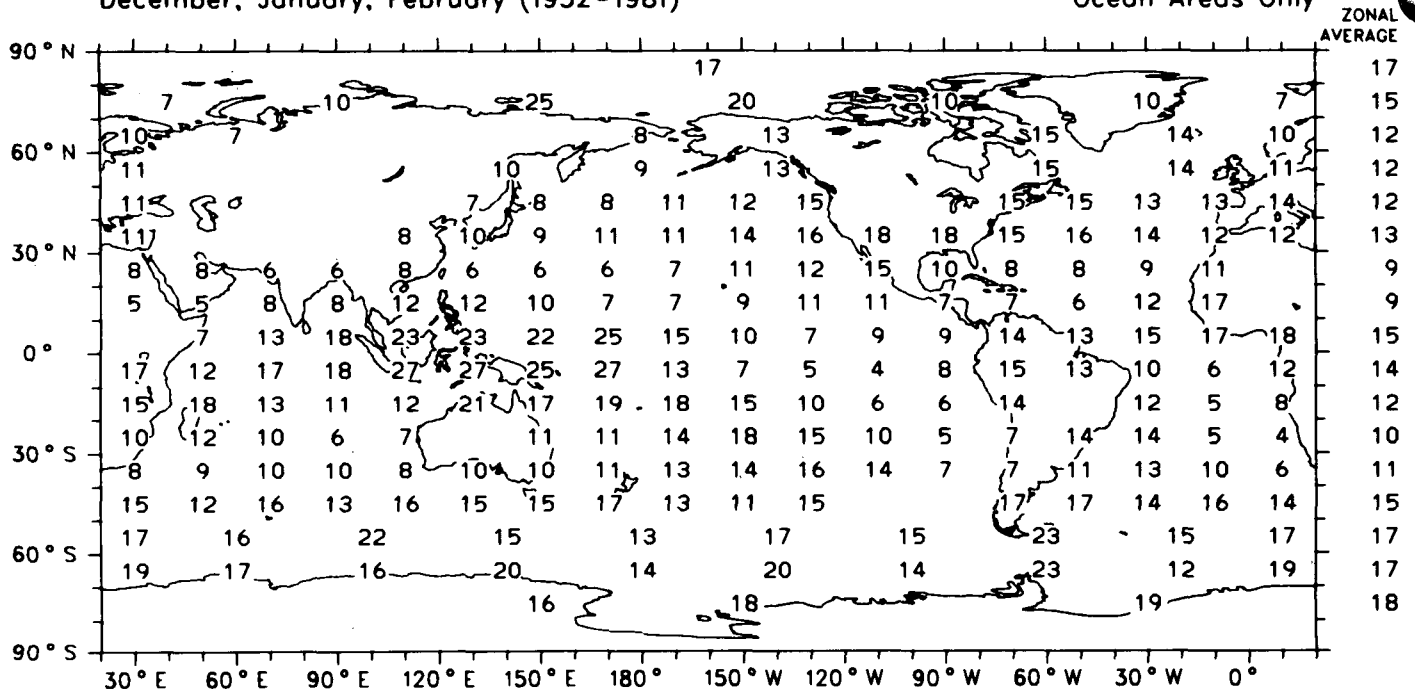 December, January, February (1952-1981) Ocean Areas Only
ZONAL
AVERAGE
90° N
17 17
7 10 25 20 10 10 7 15
10 7 8 13 15 14 10 12
60° N
11 10 9 13 15 14 11 12
11 7 8 8 11 12 15 15 15 13 13 14 12
11 8 10 9 11 11 14 16 18 18 15 16 14 12 12 13
30° N
8 8 6 6 8 6 6 6 7 11 12 15 10 8 8 9 11 9
5 5 8 8 12 12 10 7 7 9 11 11 7 7 6 12 17 9
7 13 18 23 23 22 25 15 10 7 9 9 14 13 15 17 18 15
0°
17 12 17 18 27 27 25 27 13 7 5 4 8 15 13 10 6 12 14
15 18 13 11 12 21 17 19 18 15 10 6 6 14 12 5 8 12
10 12 10 6 7 11 11 14 18 15 10 5 7 14 14 5 4 10
30° S
8 9 10 10 8 10 10 11 13 14 16 14 7 7 11 13 10 6 11
15 12 16 13 16 15 15 17 13 11 15 17 17 14 16 14 15
17 16 22 15 13 17 15 23 15 17 17
60° S
19 17 16 20 14 20 14 23 12 19 17
16 18 19 18
90° S
30° E 60° E 90° E 120° E 150° E 180° 150° W 120° W 90° W 60° W 30° W 0°